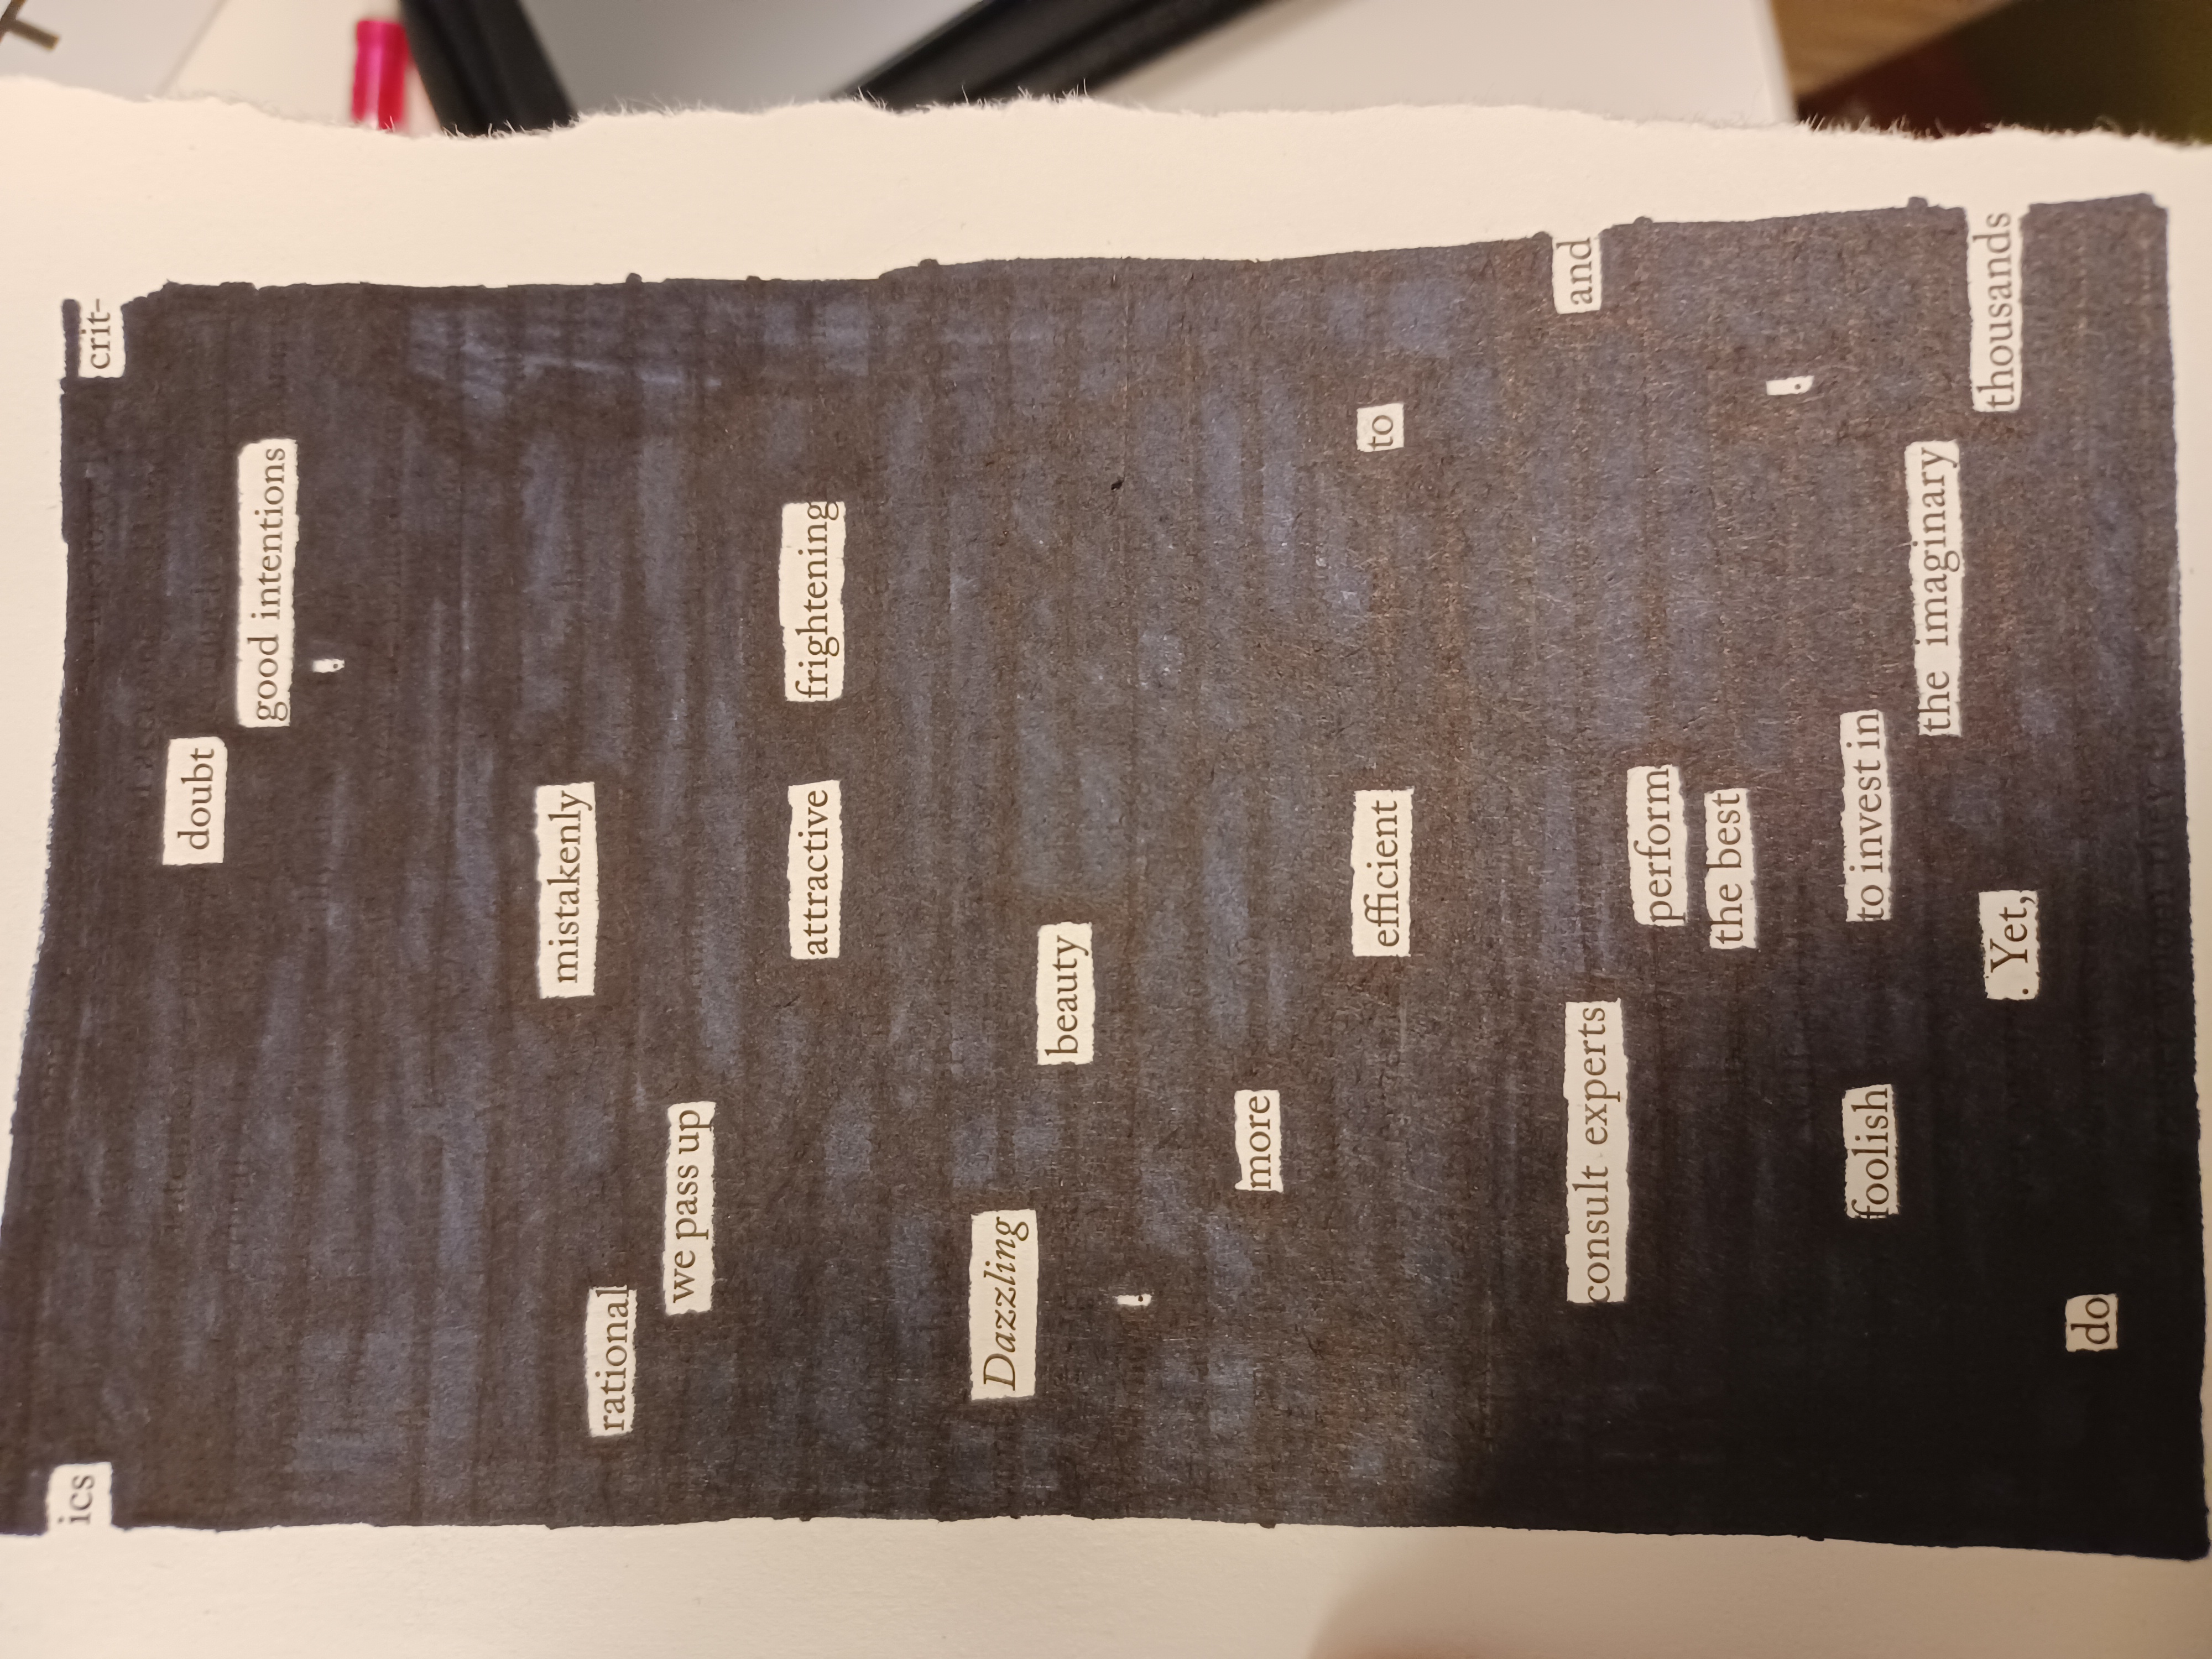 ics crit-
doubt
good intentions
.
mistakenly
rational
we pass up
attractive frightening
Dazzling
beauty
.
more
efficient to
consult experts and
perform
the best
.
foolish to invest in
the imaginary
. Yet, thousands
do